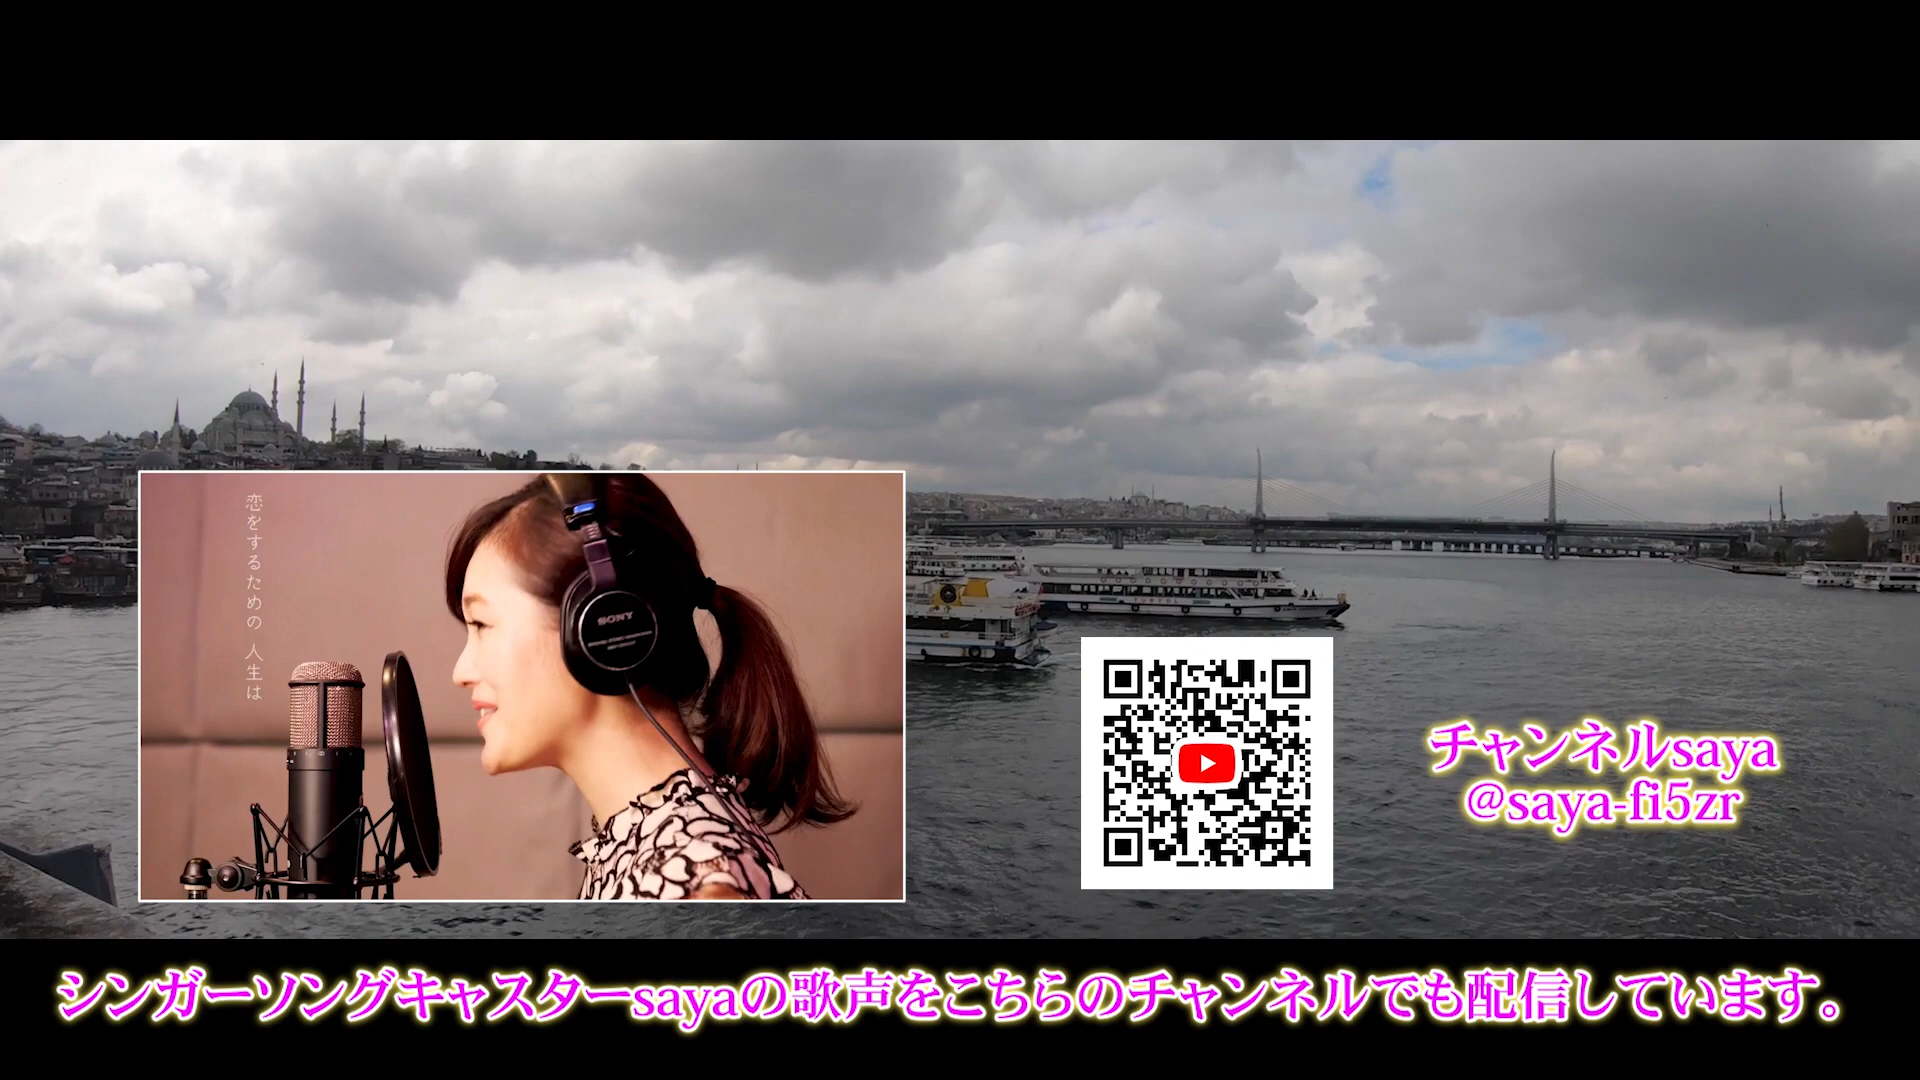 恋をするための 人生は
SONY
チャンネルsaya
@saya-fi5zr
シンガーソングキャスターsayaの歌声をこちらのチャンネルでも配信しています。